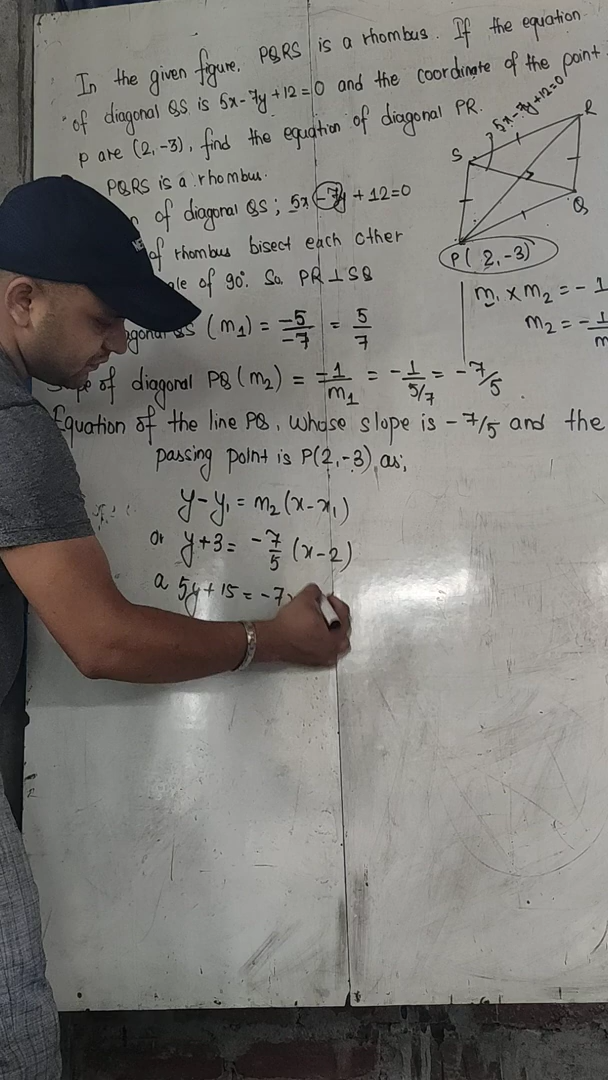 In the given figure, PQRS is a rhombus. If the equation
of diagonal QS is 5x-7y+12=0 and the coordinate of the point
p are (2,-3), find the equation of diagonal PR.
PQRS is a rhombus.
of diagonal QS; 5x-7y+12=0
of rhombus bisect each other
of 90°. So PR⊥SQ
(m₁) = -5/-7 = 5/7
of diagonal PQ (m₂) = -1/m₁ = -1/5/7 = -7/5.
Equation of the line PQ, whose slope is -7/5 and the
passing point is P(2,-3), as;
y-y₁ = m₂(x-x₁)
or y+3 = -7/5 (x-2)
a 5y+15 = -7
5x-7y+12=0
R
S
Q
P(2,-3)
m₁ x m₂ = -1
m₂ = -1/m